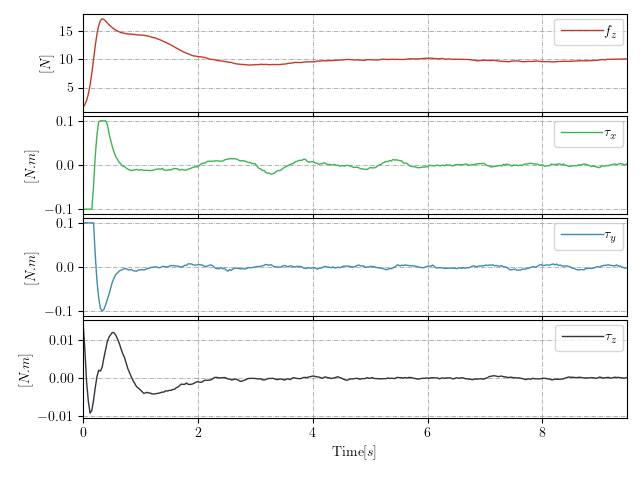 15
[N]
5
f_z
0.1
[N.m]
0.0
−0.1
τ_x
0.1
[N.m]
0.0
−0.1
τ_y
0.01
[N.m]
0.00
−0.01
τ_z
0 2 4 6 8
Time[s]